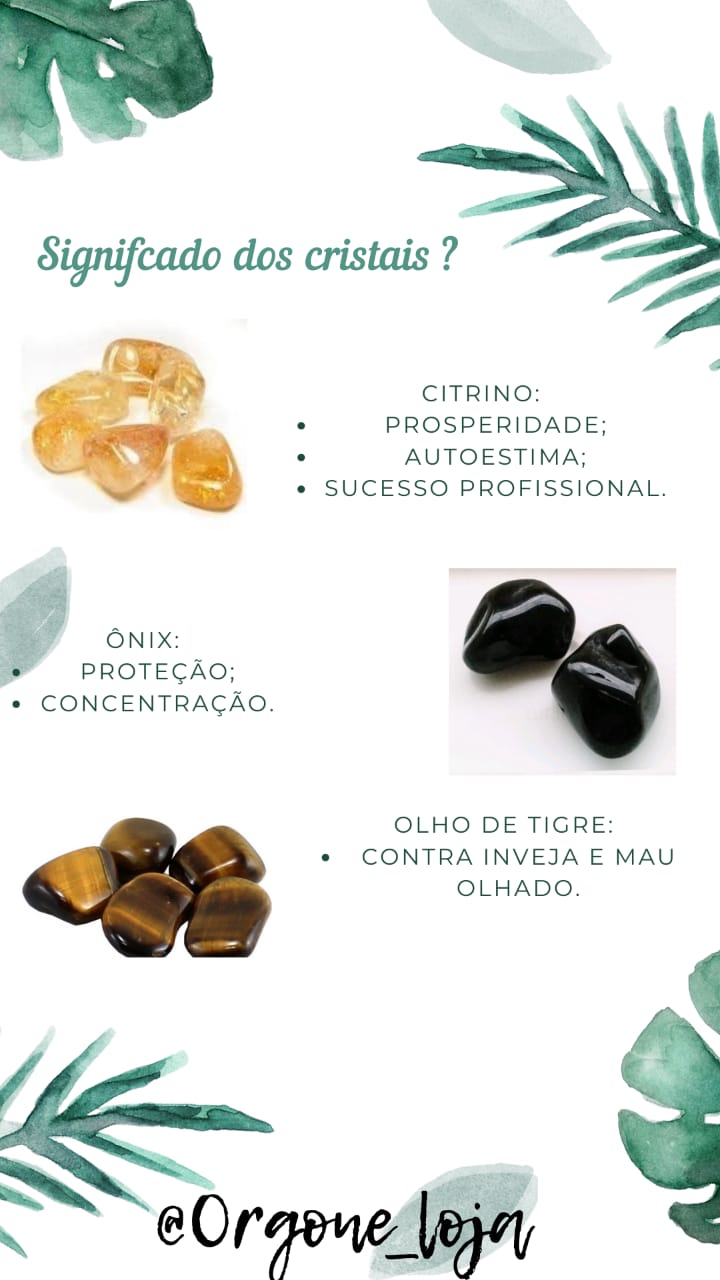 Signifcado dos cristais ?
CITRINO:
• PROSPERIDADE;
• AUTOESTIMA;
• SUCESSO PROFISSIONAL.
ÔNIX:
• PROTEÇÃO;
• CONCENTRAÇÃO.
OLHO DE TIGRE:
• CONTRA INVEJA E MAU
OLHADO.
@Orgone_loja